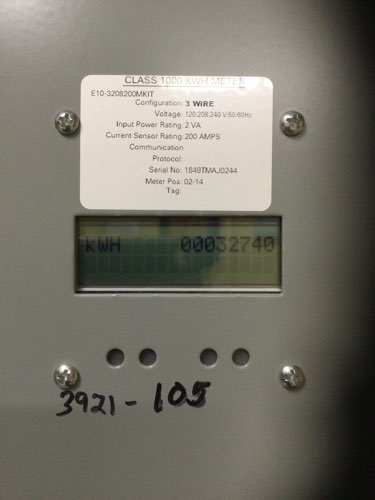 CLASS 1000 KWH METER
E10-3208200MKIT
Configuration: 3 WIRE
Voltage: 120:208:240 V:50:60Hz
Input Power Rating: 2 VA
Current Sensor Rating: 200 AMPS
Communication
Protocol:
Serial No: 1849TMAJ0244
Meter Pos: 02-14
Tag:
kWH 00032740
3921 - 105